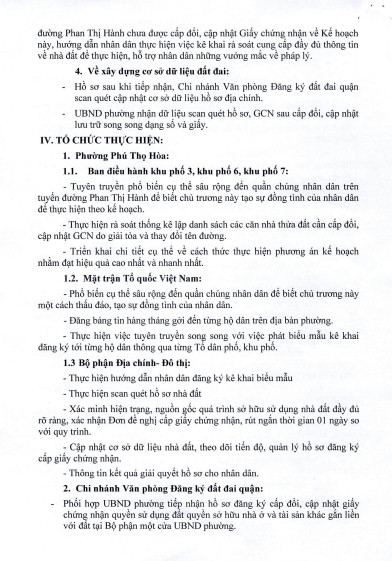 đường Phan Thị Hành chưa được cấp đổi, cập nhật Giấy chứng nhận về Kế hoạch
này, hướng dẫn nhân dân thực hiện việc kê khai rà soát cung cấp đầy đủ thông tin
về nhà đất để thực hiện, hỗ trợ nhân dân những vướng mắc về pháp lý.
4. Về xây dựng cơ sở dữ liệu đất đai:
- Hồ sơ sau khi tiếp nhận, Chi nhánh Văn phòng Đăng ký đất đai quận
scan quét cập nhật cơ sở dữ liệu hồ sơ địa chính.
- UBND phường nhận dữ liệu scan quét hồ sơ, GCN sau cấp đổi, cập nhật
lưu trữ song song dạng số và giấy.
IV. TỔ CHỨC THỰC HIỆN:
1. Phường Phú Thọ Hòa:
1.1. Ban điều hành khu phố 3, khu phố 6, khu phố 7:
- Tuyên truyền phổ biến cụ thể sâu rộng đến quần chúng nhân dân trên
tuyến đường Phan Thị Hành để biết chủ trương này tạo sự đồng tình của nhân dân
để thực hiện theo kế hoạch.
- Thực hiện rà soát thống kê lập danh sách các căn nhà thửa đất cần cấp đổi,
cập nhật GCN do giải tỏa và thay đổi tên đường.
- Triển khai chi tiết cụ thể về cách thức thực hiện phương án kế hoạch
nhằm đạt hiệu quả cao nhất và nhanh nhất.
1.2. Mặt trận Tổ quốc Việt Nam:
- Phổ biến cụ thể sâu rộng đến quần chúng nhân dân để biết chủ trương này
một cách thấu đáo, tạo sự đồng tình của nhân dân.
- Đăng bảng tin hàng tháng gởi đến từng hộ dân trên địa bàn phường.
- Thực hiện việc tuyên truyền song song với việc phát biểu mẫu kê khai
đăng ký tới từng hộ dân thông qua từng Tổ dân phố, khu phố.
1.3 Bộ phận Địa chính- Đô thị:
- Thực hiện hướng dẫn nhân dân đăng ký kê khai biểu mẫu
- Thực hiện scan quét hồ sơ nhà đất
- Xác minh hiện trạng, nguồn gốc quá trình sở hữu sử dụng nhà đất đầy đủ
rõ ràng, xác nhận Đơn đề nghị cấp giấy chứng nhận, rút ngắn thời gian 01 ngày so
với quy trình.
- Cập nhật cơ sở dữ liệu nhà đất, theo dõi tiến độ, quản lý hồ sơ đăng ký
cấp giấy chứng nhận.
- Thông tin kết quả giải quyết hồ sơ cho nhân dân.
2. Chi nhánh Văn phòng Đăng ký đất đai quận:
- Phối hợp UBND phường tiếp nhận hồ sơ đăng ký cấp đổi, cập nhật giấy
chứng nhận quyền sử dụng đất quyền sở hữu nhà ở và tài sản khác gắn liền
với đất tại Bộ phận một cửa UBND phường.